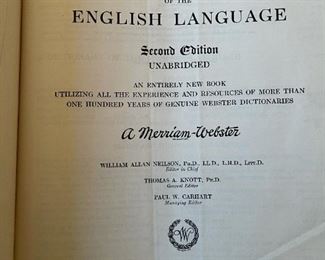 OF THE
ENGLISH LANGUAGE
Second Edition
UNABRIDGED
AN ENTIRELY NEW BOOK
UTILIZING ALL THE EXPERIENCE AND RESOURCES OF MORE THAN
ONE HUNDRED YEARS OF GENUINE WEBSTER DICTIONARIES
A Merriam-Webster
WILLIAM ALLAN NEILSON, PH.D., LL.D., L.H.D., LITT.D.
Editor in Chief
THOMAS A. KNOTT, PH.D.
General Editor
PAUL W. CARHART
Managing Editor
W